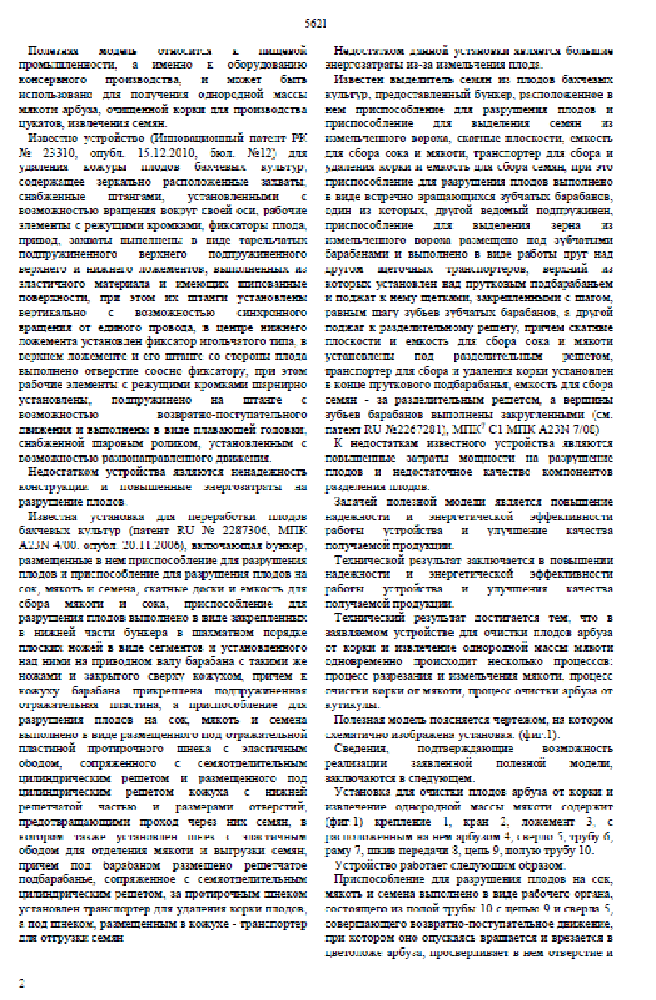 5621
Полезная модель относится к пищевой
промышленности, а именно к оборудованию
консервного производства, и может быть
использовано для получения однородной массы
мякоти арбуза, очищенной корки для производства
цукатов, извлечения семян.
Известно устройство (Инновационный патент РК
№ 23310, опубл. 15.12.2010, бюл. №12) для
удаления кожуры плодов бахчевых культур,
содержащее зеркально расположенные захваты,
снабженные штангами, установленными с
возможностью вращения вокруг своей оси, рабочие
элементы с режущими кромками, фиксаторы плода,
привод, захваты выполнены в виде тарельчатых
подпружиненного верхнего подпружиненного
верхнего и нижнего ложементов, выполненных из
эластичного материала и имеющих шипованные
поверхности, при этом их штанги установлены
вертикально с возможностью синхронного
вращения от единого провода, в центре нижнего
ложемента установлен фиксатор игольчатого типа, в
верхнем ложементе и его штанге со стороны плода
выполнено отверстие соосно фиксатору, при этом
рабочие элементы с режущими кромками шарнирно
установлены, подпружинено на штанге с
возможностью возвратно-поступательного
движения и выполнены в виде плавающей головки,
снабженной шаровым роликом, установленным с
возможностью разнонаправленного движения.
Недостатком устройства являются ненадежность
конструкции и повышенные энергозатраты на
разрушение плодов.
Известна установка для переработки плодов
бахчевых культур (патент RU № 2287306, МПК
A23N 4/00. опубл. 20.11.2006), включающая бункер,
размещенные в нем приспособление для разрушения
плодов и приспособление для разрушения плодов на
сок, мякоть и семена, скатные доски и емкость для
сбора мякоти и сока, приспособление для
разрушения плодов выполнено в виде закрепленных
в нижней части бункера в шахматном порядке
плоских ножей в виде сегментов и установленного
над ними на приводном валу барабана с такими же
ножами и закрытого сверху кожухом, причем к
кожуху барабана прикреплена подпружиненная
отражательная пластина, а приспособление для
разрушения плодов на сок, мякоть и семена
выполнено в виде размещенного под отражательной
пластиной протирочного шнека с эластичным
ободом, сопряженного с семяотделительным
цилиндрическим решетом и размещенного под
цилиндрическим решетом кожуха с нижней
решетчатой частью и размерами отверстий,
предотвращающими проход через них семян, в
котором также установлен шнек с эластичным
ободом для отделения мякоти и выгрузки семян,
причем под барабаном размещено решетчатое
подбарабанье, сопряженное с семяотделительным
цилиндрическим решетом, за протирочным шнеком
установлен транспортер для удаления корки плодов,
а под шнеком, размещенным в кожухе - транспортер
для отгрузки семян
Недостатком данной установки является большие
энергозатраты из-за измельчения плода.
Известен выделитель семян из плодов бахчевых
культур, предоставленный бункер, расположенное в
нем приспособление для разрушения плодов и
приспособление для выделения семян из
измельченного вороха, скатные плоскости, емкость
для сбора сока и мякоти, транспортер для сбора и
удаления корки и емкость для сбора семян, при это
приспособление для разрушения плодов выполнено
в виде встречно вращающихся зубчатых барабанов,
один из которых, другой ведомый подпружинен,
приспособление для выделения зерна из
измельченного вороха размещено под зубчатыми
барабанами и выполнено в виде работы друг над
другом щеточных транспортеров, верхний из
которых установлен над прутковым подбарабаньем
и поджат к нему щетками, закрепленными с шагом,
равным шагу зубьев зубчатых барабанов, а другой
поджат к разделительному решету, причем скатные
плоскости и емкость для сбора сока и мякоти
установлены под разделительным решетом,
транспортер для сбора и удаления корки установлен
в конце пруткового подбарабанья, емкость для сбора
семян - за разделительным решетом, а вершины
зубьев барабанов выполнены закругленными (см.
патент RU №2267281), МПК7 C1 МПК A23N 7/08)
К недостаткам известного устройства являются
повышенные затраты мощности на разрушение
плодов и недостаточное качество компонентов
разделения плодов.
Задачей полезной модели является повышение
надежности и энергетической эффективности
работы устройства и улучшение качества
получаемой продукции.
Технический результат заключается в повышении
надежности и энергетической эффективности
работы устройства и улучшения качества
получаемой продукции.
Технический результат достигается тем, что в
заявляемом устройстве для очистки плодов арбуза
от корки и извлечение однородной массы мякоти
одновременно происходит несколько процессов:
процесс разрезания и измельчения мякоти, процесс
очистки корки от мякоти, процесс очистки арбуза от
кутикулы.
Полезная модель поясняется чертежом, на котором
схематично изображена установка. (фиг.1).
Сведения, подтверждающие возможность
реализации заявленной полезной модели,
заключаются в следующем.
Установка для очистки плодов арбуза от корки и
извлечение однородной массы мякоти содержит
(фиг.1) крепление 1, кран 2, ложемент 3, с
расположенным на нем арбузом 4, сверло 5, трубу 6,
раму 7, шкив передачи 8, цепь 9, полую трубу 10.
Устройство работает следующим образом.
Приспособление для разрушения плодов на сок,
мякоть и семена выполнено в виде рабочего органа,
состоящего из полой трубы 10 с цепью 9 и сверла 5,
совершающего возвратно-поступательное движение,
при котором оно опускаясь вращается и врезается в
цветоложе арбуза, просверливает в нем отверстие и
2